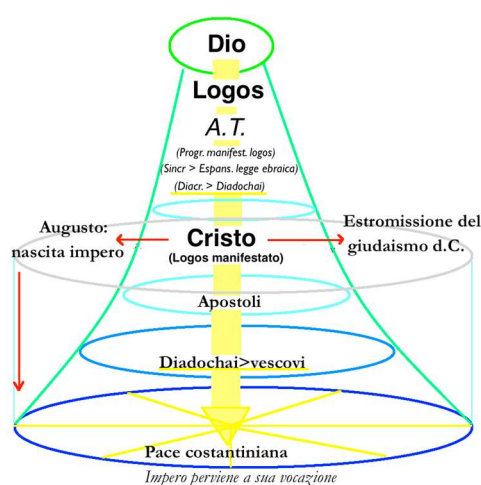 Dio
Logos
A.T.
(Progr. manifest. logos)
(Sincr > Espans. legge ebraica)
(Diacr. > Diadochai)
Augusto:
nascita impero
Cristo
(Logos manifestato)
Estromissione del
giudaismo d.C.
Apostoli
Diadochai>vescovi
Pace costantiniana
Impero perviene a sua vocazione